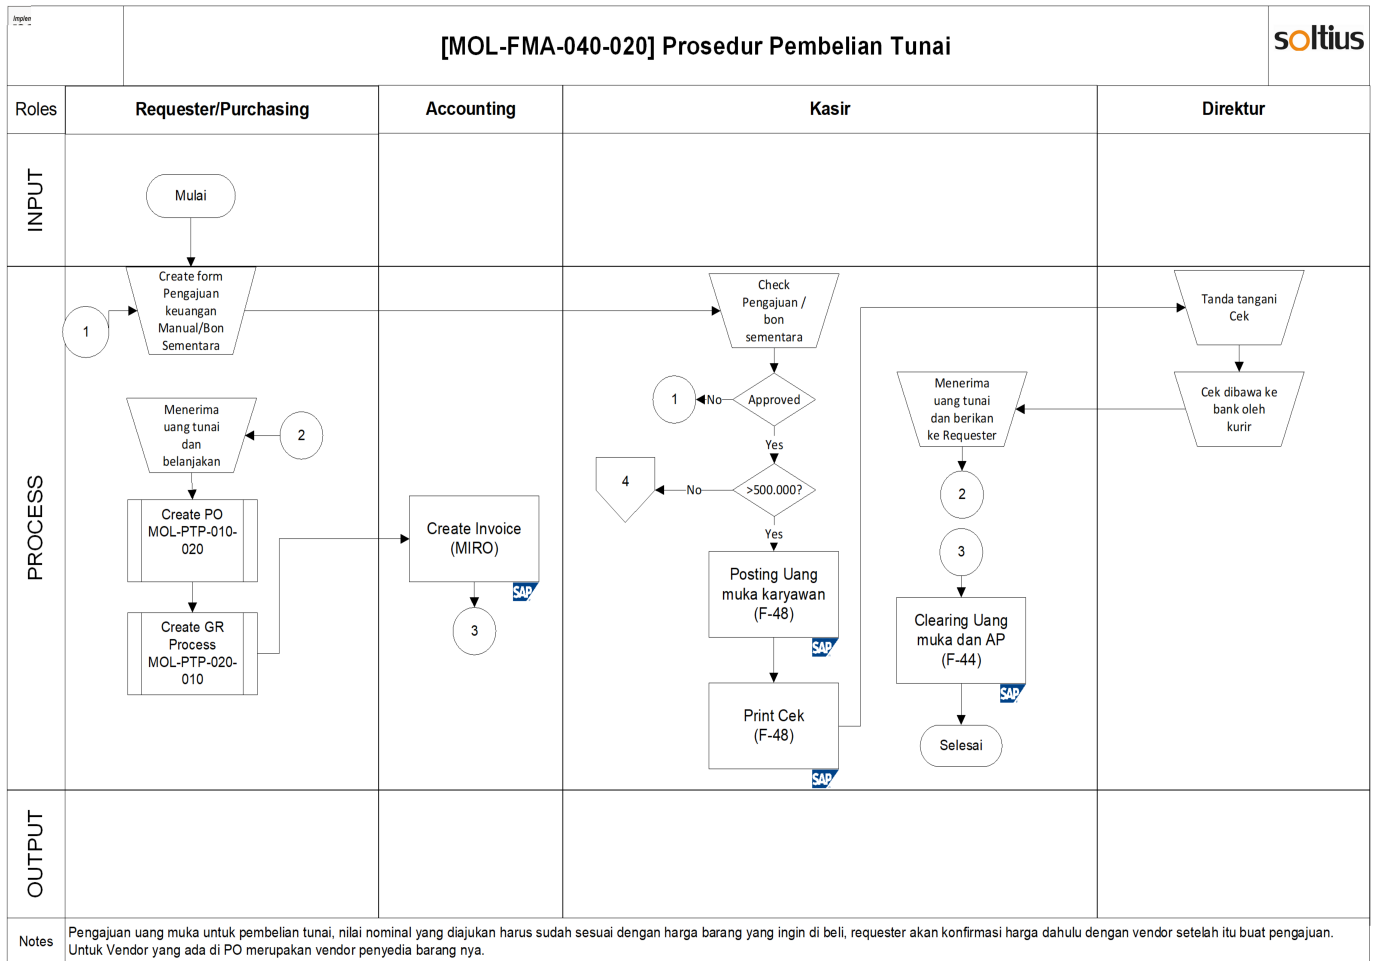 Implen
[MOL-FMA-040-020] Prosedur Pembelian Tunai
soltius
Roles
Requester/Purchasing
Accounting
Kasir
Direktur
INPUT
Mulai
PROCESS
Create form
Pengajuan
keuangan
Manual/Bon
Sementara
1
Menerima
uang tunai
dan
belanjakan
2
Create PO
MOL-PTP-010-
020
Create GR
Process
MOL-PTP-020-
010
Create Invoice
(MIRO)
SAP
3
Check
Pengajuan /
bon
sementara
Approved
No
1
Yes
>500.000?
No
4
Yes
Posting Uang
muka karyawan
(F-48)
SAP
Print Cek
(F-48)
SAP
Menerima
uang tunai
dan berikan
ke Requester
2
3
Clearing Uang
muka dan AP
(F-44)
SAP
Selesai
Tanda tangani
Cek
Cek dibawa ke
bank oleh
kurir
OUTPUT
Notes
Pengajuan uang muka untuk pembelian tunai, nilai nominal yang diajukan harus sudah sesuai dengan harga barang yang ingin di beli, requester akan konfirmasi harga dahulu dengan vendor setelah itu buat pengajuan.
Untuk Vendor yang ada di PO merupakan vendor penyedia barang nya.